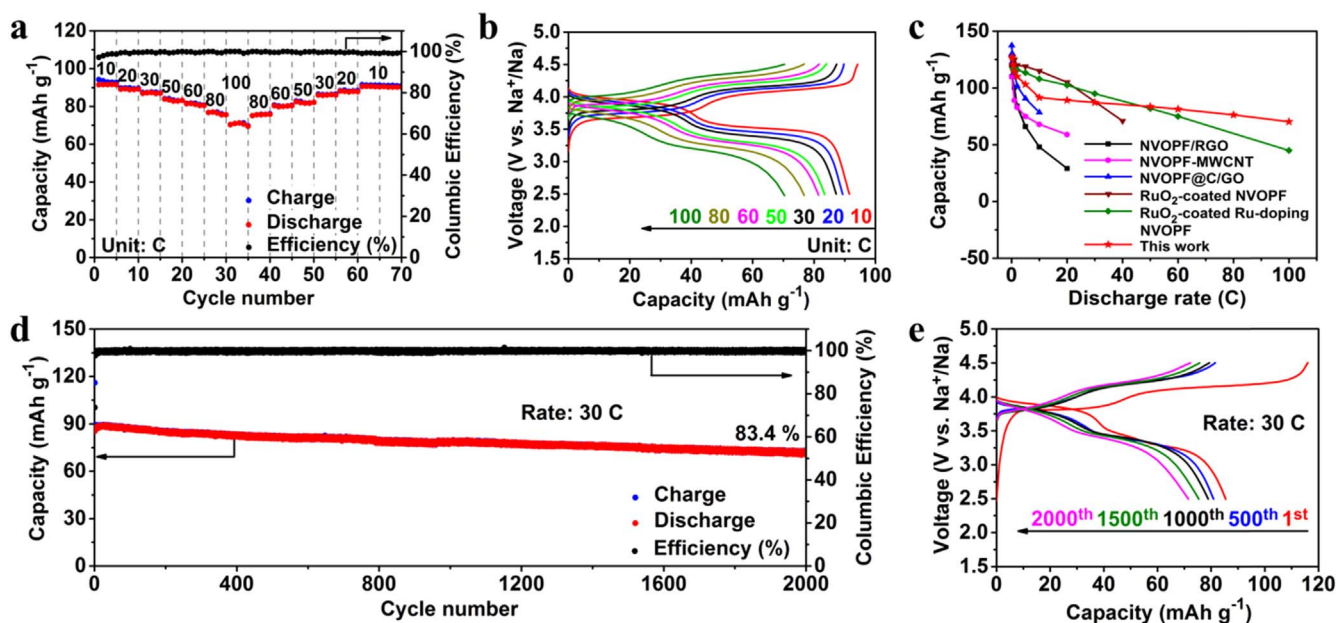 a
120
100
80
60
40
20
0
Capacity (mAh g⁻¹)
10 20 30 50 60 80 100 80 60 50 30 20 10
Charge
Discharge
Efficiency (%)
Unit: C
0 10 20 30 40 50 60 70
Cycle number
120
100
80
60
40
20
0
Columbic Efficiency (%)
b
5.0
4.5
4.0
3.5
3.0
2.5
2.0
1.5
Voltage (V vs. Na⁺/Na)
100 80 60 50 30 20 10
Unit: C
0 20 40 60 80 100
Capacity (mAh g⁻¹)
c
150
100
50
0
-50
Capacity (mAh g⁻¹)
NVOPF/RGO
NVOPF-MWCNT
NVOPF@C/GO
RuO₂-coated NVOPF
RuO₂-coated Ru-doping
NVOPF
This work
0 20 40 60 80 100
Discharge rate (C)
d
150
120
90
60
30
0
Capacity (mAh g⁻¹)
Rate: 30 C
83.4 %
Charge
Discharge
Efficiency (%)
0 400 800 1200 1600 2000
Cycle number
100
80
60
40
20
0
Columbic Efficiency (%)
e
5.0
4.5
4.0
3.5
3.0
2.5
2.0
1.5
Voltage (V vs. Na⁺/Na)
Rate: 30 C
2000th 1500th 1000th 500th 1st
0 20 40 60 80 100 120
Capacity (mAh g⁻¹)